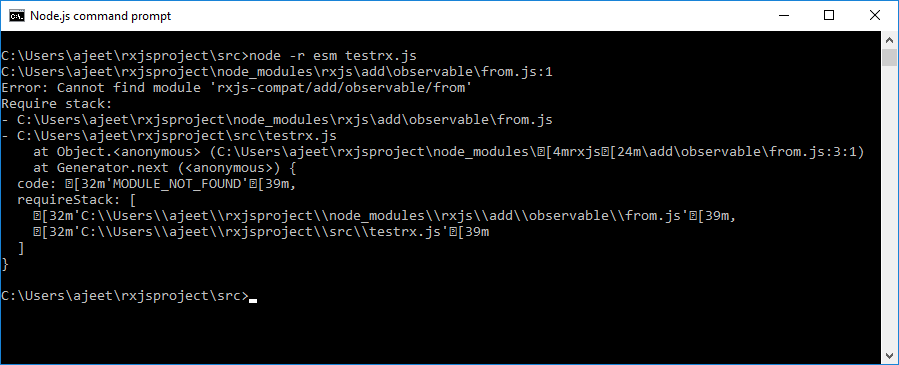 Node.js command prompt
C:\Users\ajeet\rxjsproject\src>node -r esm testrx.js
C:\Users\ajeet\rxjsproject\node_modules\rxjs\add\observable\from.js:1
Error: Cannot find module 'rxjs-compat/add/observable/from'
Require stack:
- C:\Users\ajeet\rxjsproject\node_modules\rxjs\add\observable\from.js
- C:\Users\ajeet\rxjsproject\src\testrx.js
    at Object.<anonymous> (C:\Users\ajeet\rxjsproject\node_modules\⍰[4mrxjs⍰[24m\add\observable\from.js:3:1)
    at Generator.next (<anonymous>) {
  code: ⍰[32m'MODULE_NOT_FOUND'⍰[39m,
  requireStack: [
    ⍰[32m'C:\\Users\\ajeet\\rxjsproject\\node_modules\\rxjs\\add\\observable\\from.js'⍰[39m,
    ⍰[32m'C:\\Users\\ajeet\\rxjsproject\\src\\testrx.js'⍰[39m
  ]
}
C:\Users\ajeet\rxjsproject\src>